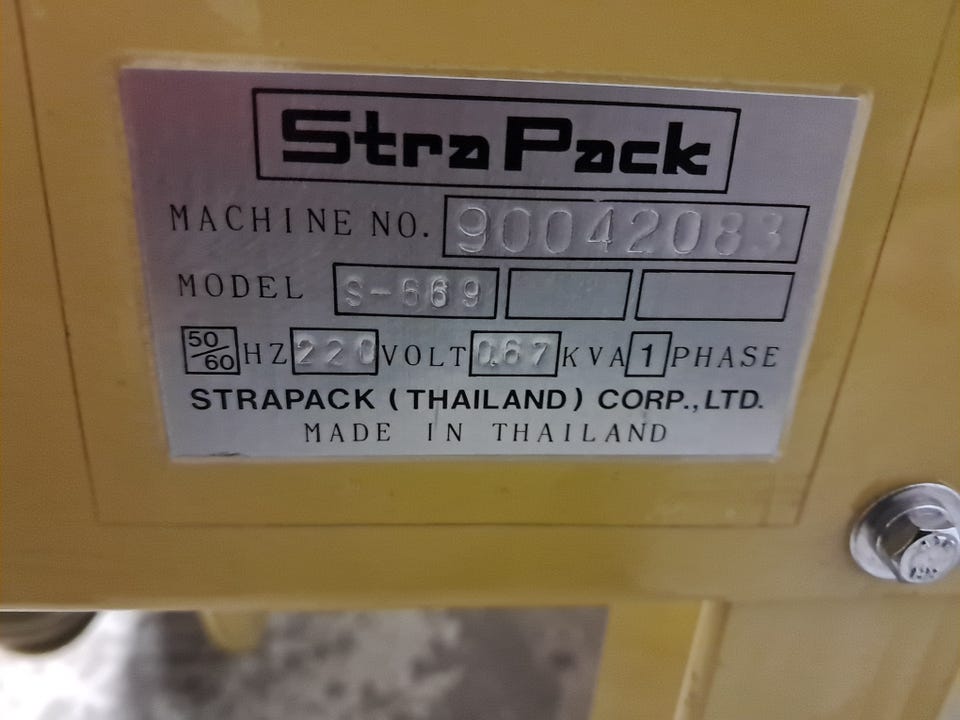 StraPack
MACHINE NO. 90042083
MODEL S-669
50/60 HZ 220 VOLT 0.67 KVA 1 PHASE
STRAPACK (THAILAND) CORP., LTD.
MADE IN THAILAND